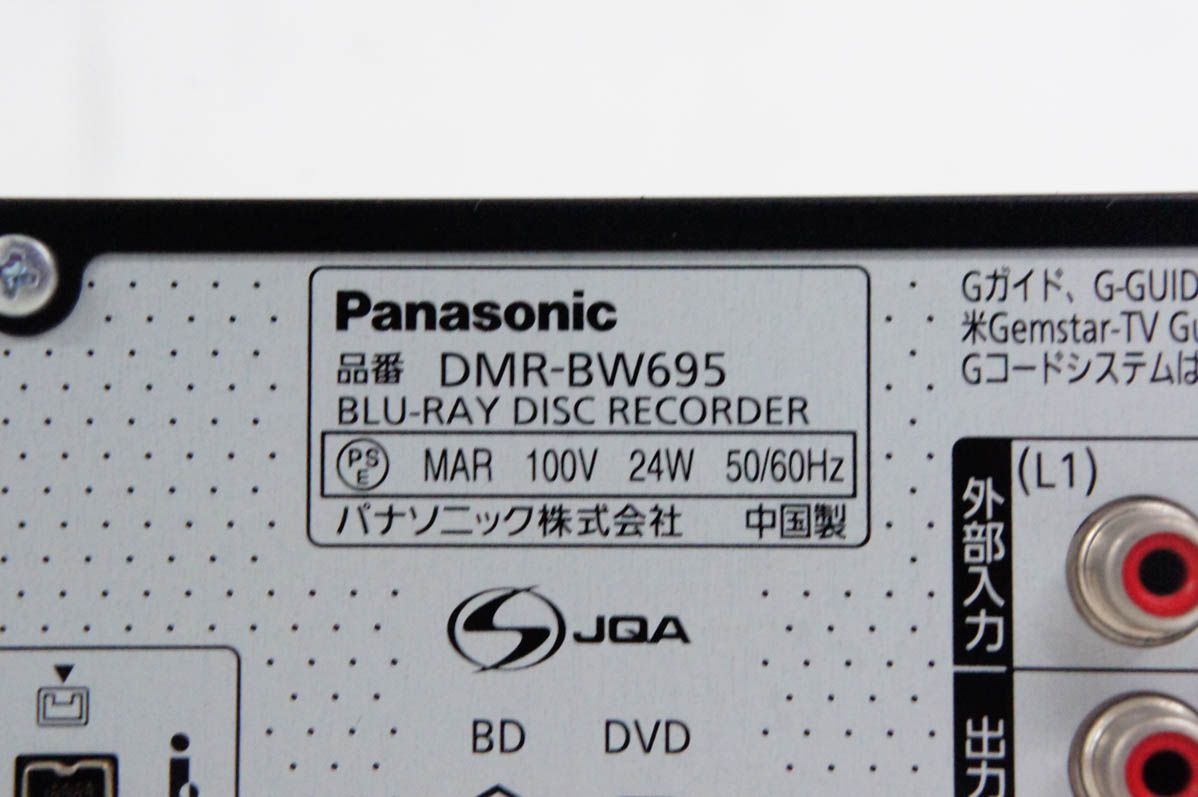 Panasonic
品番 DMR-BW695
BLU-RAY DISC RECORDER
PSE MAR 100V 24W 50/60Hz
パナソニック株式会社 中国製
JQA
BD DVD
Gガイド、G-GUID
米Gemstar-TV
Gコードシステムは
(L1)
外部入力
出力